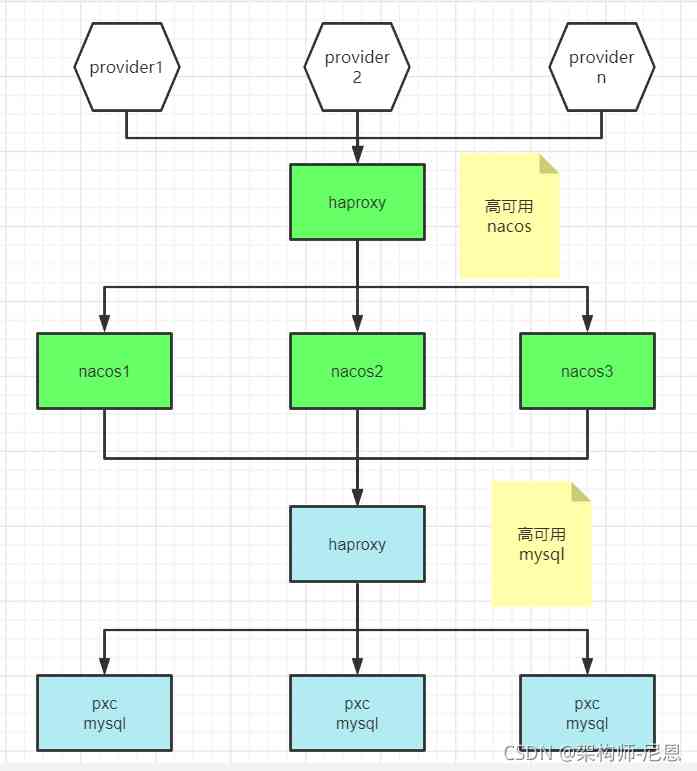 provider1
provider
2
provider
n
haproxy
高可用
nacos
nacos1
nacos2
nacos3
haproxy
高可用
mysql
pxc
mysql
pxc
mysql
pxc
mysql
CSDN @架构师-尼恩